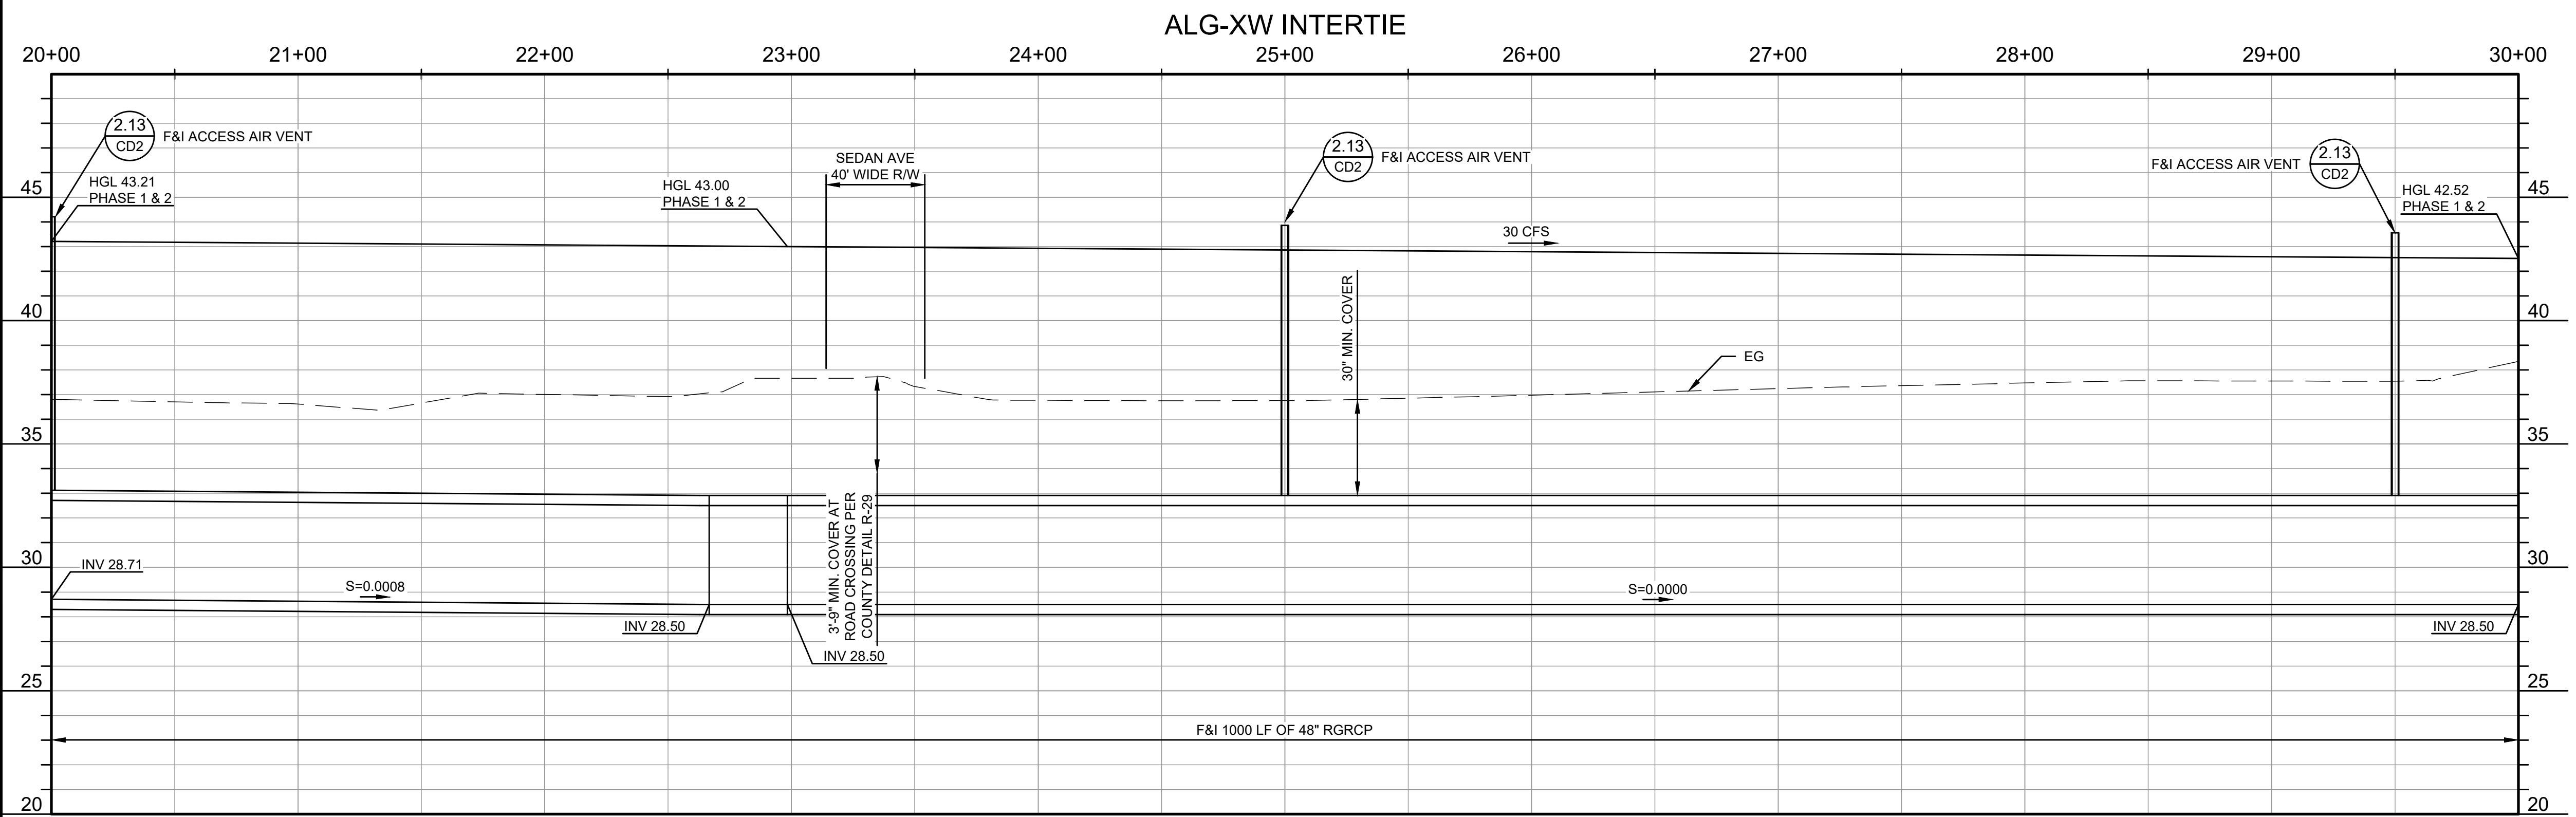 ALG-XW INTERTIE
20+00 21+00 22+00 23+00 24+00 25+00 26+00 27+00 28+00 29+00 30+00
2.13
CD2
F&I ACCESS AIR VENT
HGL 43.21
PHASE 1 & 2
HGL 43.00
PHASE 1 & 2
SEDAN AVE
40' WIDE R/W
2.13
CD2
F&I ACCESS AIR VENT
30 CFS
F&I ACCESS AIR VENT
2.13
CD2
HGL 42.52
PHASE 1 & 2
45
40
35
30
25
20
45
40
35
30
25
20
30" MIN. COVER
EG
3'-9" MIN. COVER AT
ROAD CROSSING PER
COUNTY DETAIL R-29
INV 28.71
S=0.0008
INV 28.50
INV 28.50
S=0.0000
INV 28.50
F&I 1000 LF OF 48" RGRCP